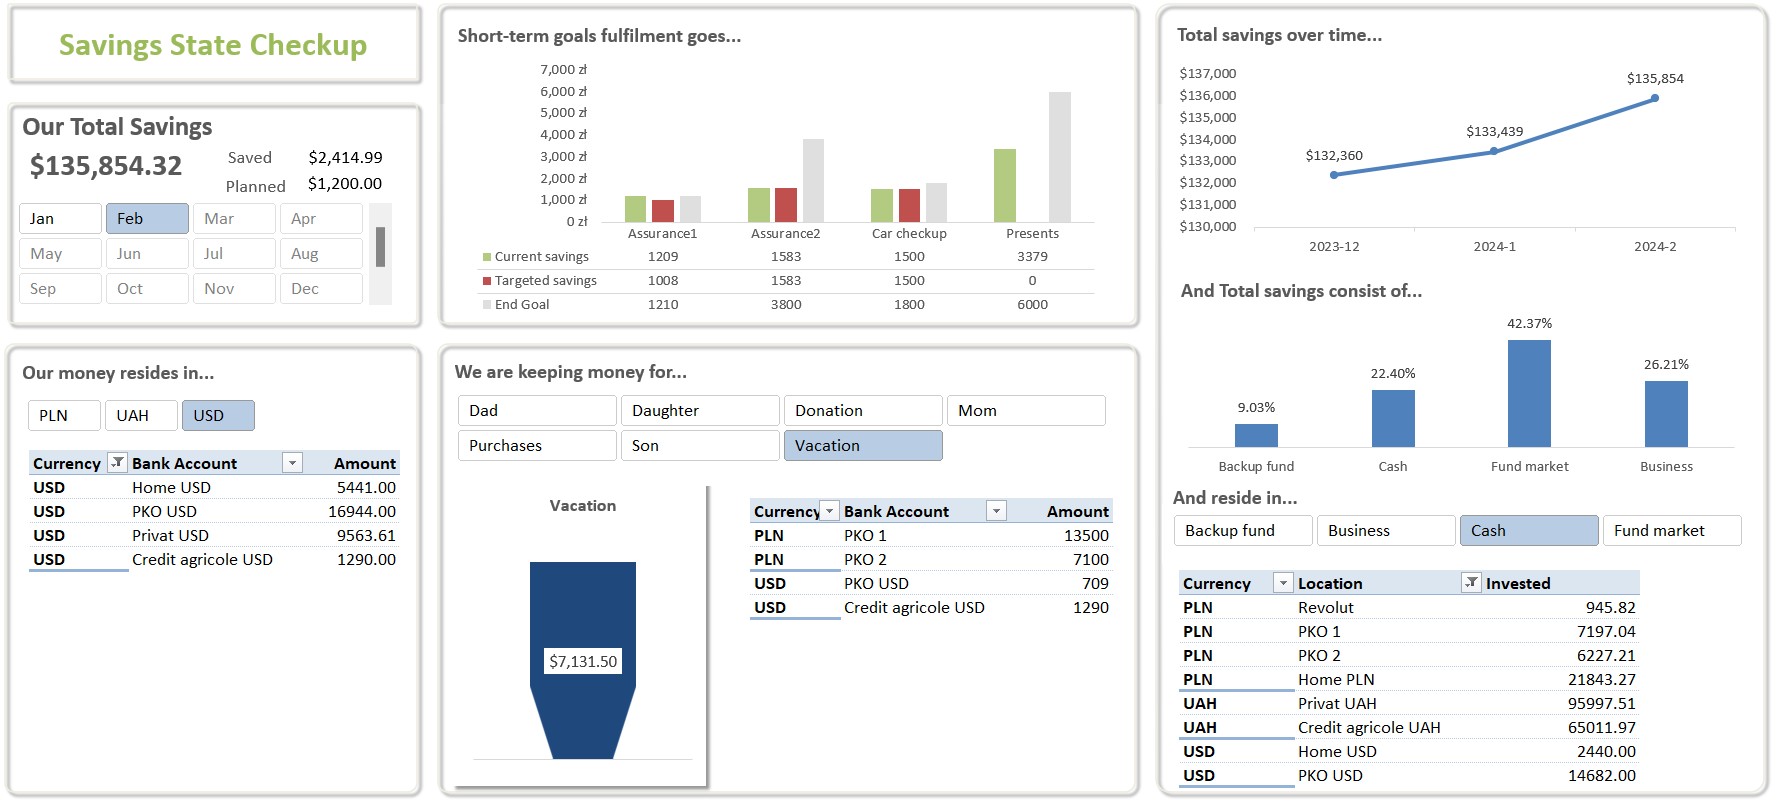 Savings State Checkup
Our Total Savings
$135,854.32
Saved $2,414.99
Planned $1,200.00
Jan Feb Mar Apr
May Jun Jul Aug
Sep Oct Nov Dec
Short-term goals fulfilment goes...
7,000 zł
6,000 zł
5,000 zł
4,000 zł
3,000 zł
2,000 zł
1,000 zł
0 zł
Assurance1 Assurance2 Car checkup Presents
Current savings 1209 1583 1500 3379
Targeted savings 1008 1583 1500 0
End Goal 1210 3800 1800 6000
Total savings over time...
$137,000
$136,000
$135,000
$134,000
$133,000
$132,000
$131,000
$130,000
$132,360
$133,439
$135,854
2023-12 2024-1 2024-2
And Total savings consist of...
9.03%
22.40%
42.37%
26.21%
Backup fund Cash Fund market Business
And reside in...
Backup fund Business Cash Fund market
Currency Location Invested
PLN Revolut 945.82
PLN PKO 1 7197.04
PLN PKO 2 6227.21
PLN Home PLN 21843.27
UAH Privat UAH 95997.51
UAH Credit agricole UAH 65011.97
USD Home USD 2440.00
USD PKO USD 14682.00
Our money resides in...
PLN UAH USD
Currency Bank Account Amount
USD Home USD 5441.00
USD PKO USD 16944.00
USD Privat USD 9563.61
USD Credit agricole USD 1290.00
We are keeping money for...
Dad Daughter Donation Mom
Purchases Son Vacation
Vacation
$7,131.50
Currency Bank Account Amount
PLN PKO 1 13500
PLN PKO 2 7100
USD PKO USD 709
USD Credit agricole USD 1290